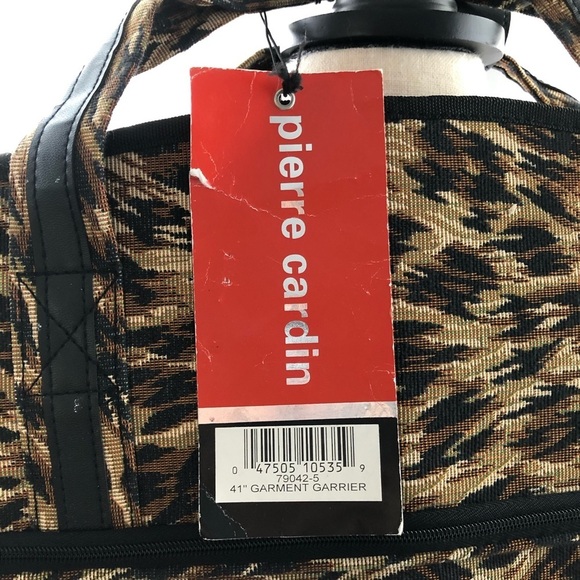 pierre cardin
0 47505 10535 9
79042-5
41" GARMENT GARRIER